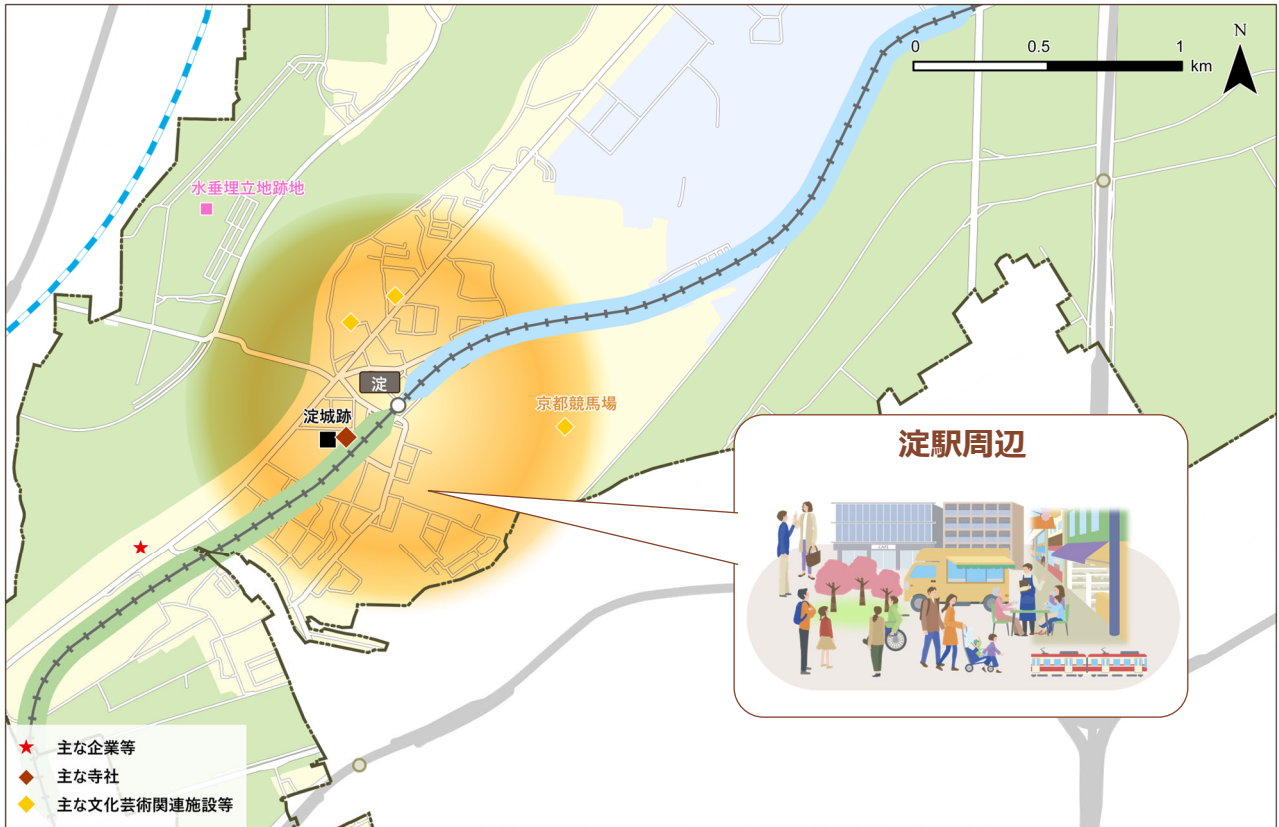 0 0.5 1
km
N
水垂埋立地跡地
淀
淀城跡
京都競馬場
淀駅周辺
CAFE
主な企業等
主な寺社
主な文化芸術関連施設等